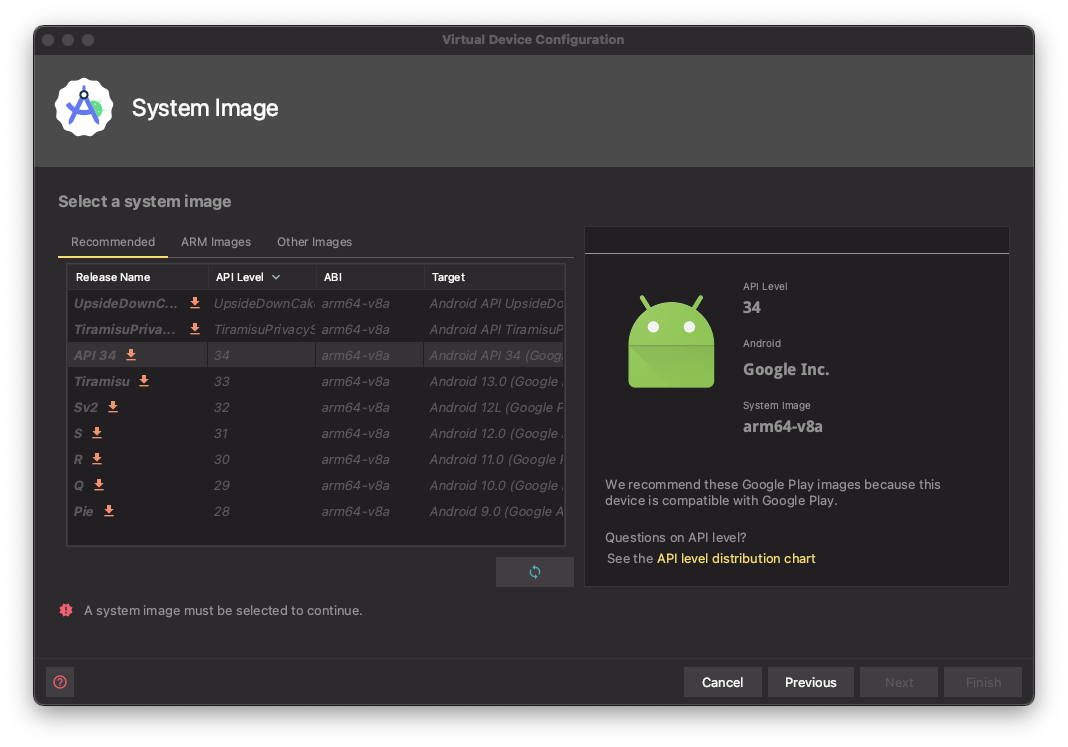 Virtual Device Configuration
System Image
Select a system image
Recommended ARM Images Other Images
Release Name API Level ABI Target
UpsideDownC... UpsideDownCak arm64-v8a Android API UpsideDo
TiramisuPriva... TiramisuPrivacyS arm64-v8a Android API TiramisuP
API 34 34 arm64-v8a Android API 34 (Goog
Tiramisu 33 arm64-v8a Android 13.0 (Google
Sv2 32 arm64-v8a Android 12L (Google P
S 31 arm64-v8a Android 12.0 (Google
R 30 arm64-v8a Android 11.0 (Google
Q 29 arm64-v8a Android 10.0 (Google
Pie 28 arm64-v8a Android 9.0 (Google A
API Level
34
Android
Google Inc.
System Image
arm64-v8a
We recommend these Google Play images because this
device is compatible with Google Play.
Questions on API level?
See the API level distribution chart
A system image must be selected to continue.
? Cancel Previous Next Finish